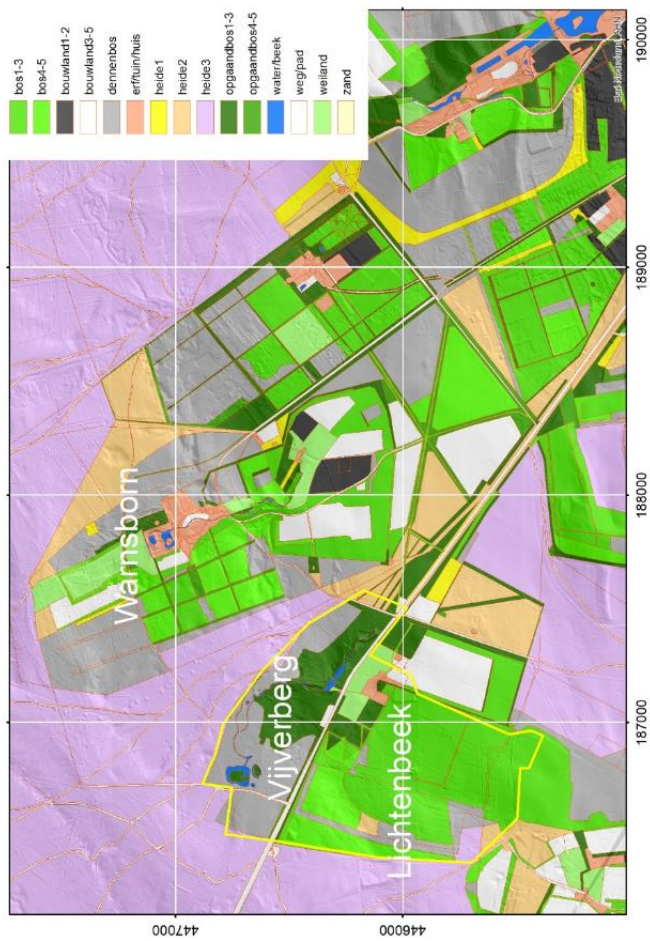 bos1-3
bos4-5
bouwland1-2
bouwland3-5
dennenbos
erf/tuin/huis
heide1
heide2
heide3
opgaandbos1-3
opgaandbos4-5
water/beek
weg/pad
weiland
zand
Warnsborn
Vijverberg
Lichtenbeek
187000
188000
189000
190000
447000
446000